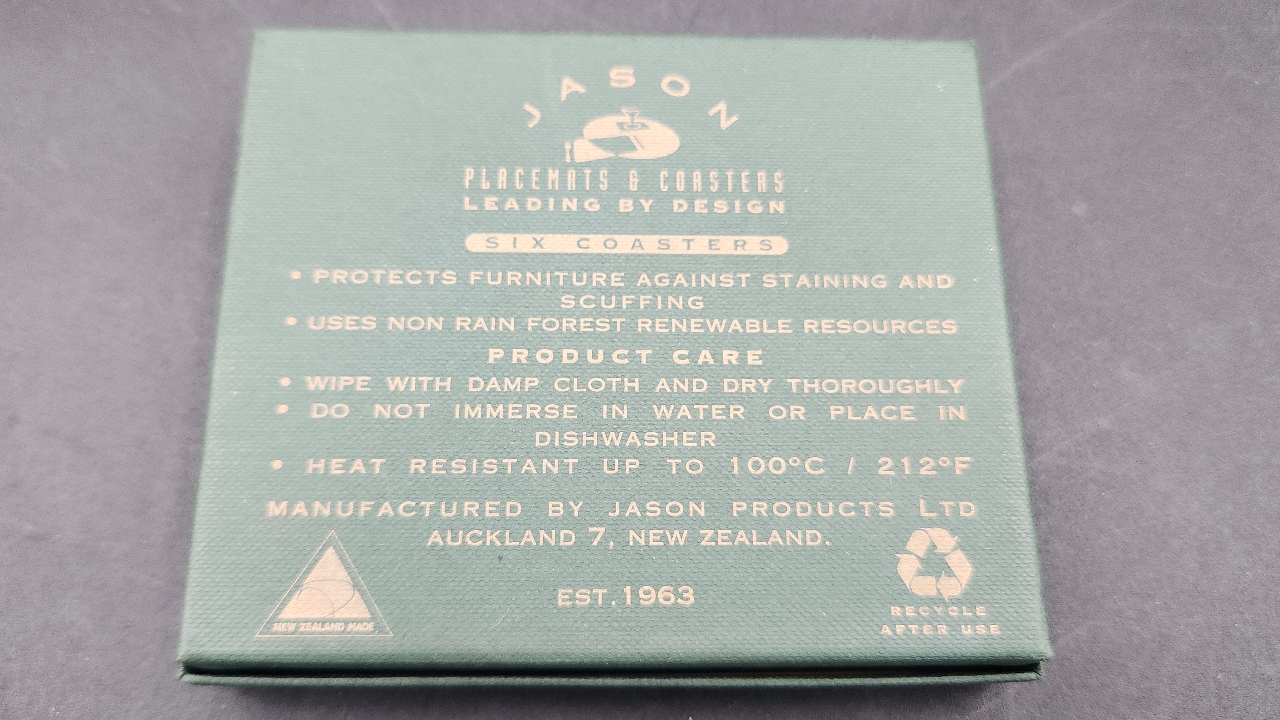 JASON
PLACEMATS & COASTERS
LEADING BY DESIGN
SIX COASTERS
• PROTECTS FURNITURE AGAINST STAINING AND
SCUFFING
• USES NON RAIN FOREST RENEWABLE RESOURCES
PRODUCT CARE
• WIPE WITH DAMP CLOTH AND DRY THOROUGHLY
• DO NOT IMMERSE IN WATER OR PLACE IN
DISHWASHER
• HEAT RESISTANT UP TO 100°C / 212°F
MANUFACTURED BY JASON PRODUCTS LTD
AUCKLAND 7, NEW ZEALAND.
EST.1963
NEW ZEALAND MADE
RECYCLE
AFTER USE